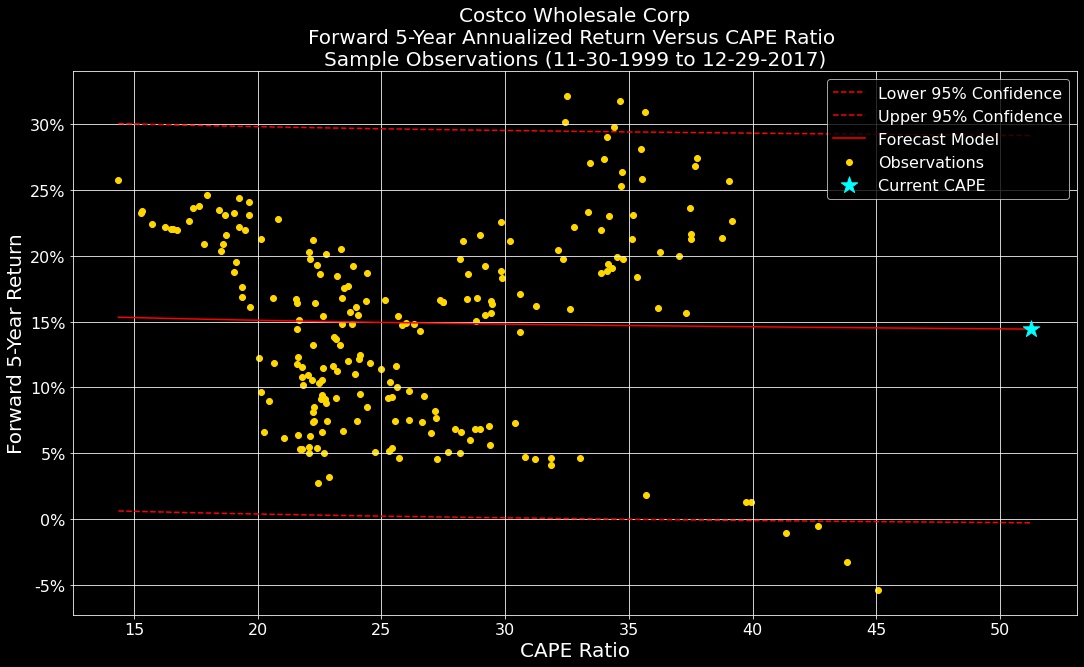 Costco Wholesale Corp
Forward 5-Year Annualized Return Versus CAPE Ratio
Sample Observations (11-30-1999 to 12-29-2017)
Lower 95% Confidence
Upper 95% Confidence
Forecast Model
Observations
Current CAPE
Forward 5-Year Return
30%
25%
20%
15%
10%
5%
0%
-5%
15 20 25 30 35 40 45 50
CAPE Ratio